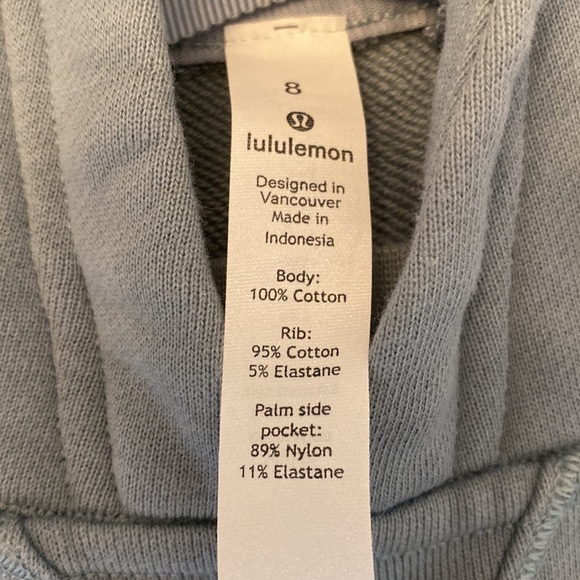 8
lululemon
Designed in
Vancouver
Made in
Indonesia
Body:
100% Cotton
Rib:
95% Cotton
5% Elastane
Palm side
pocket:
89% Nylon
11% Elastane